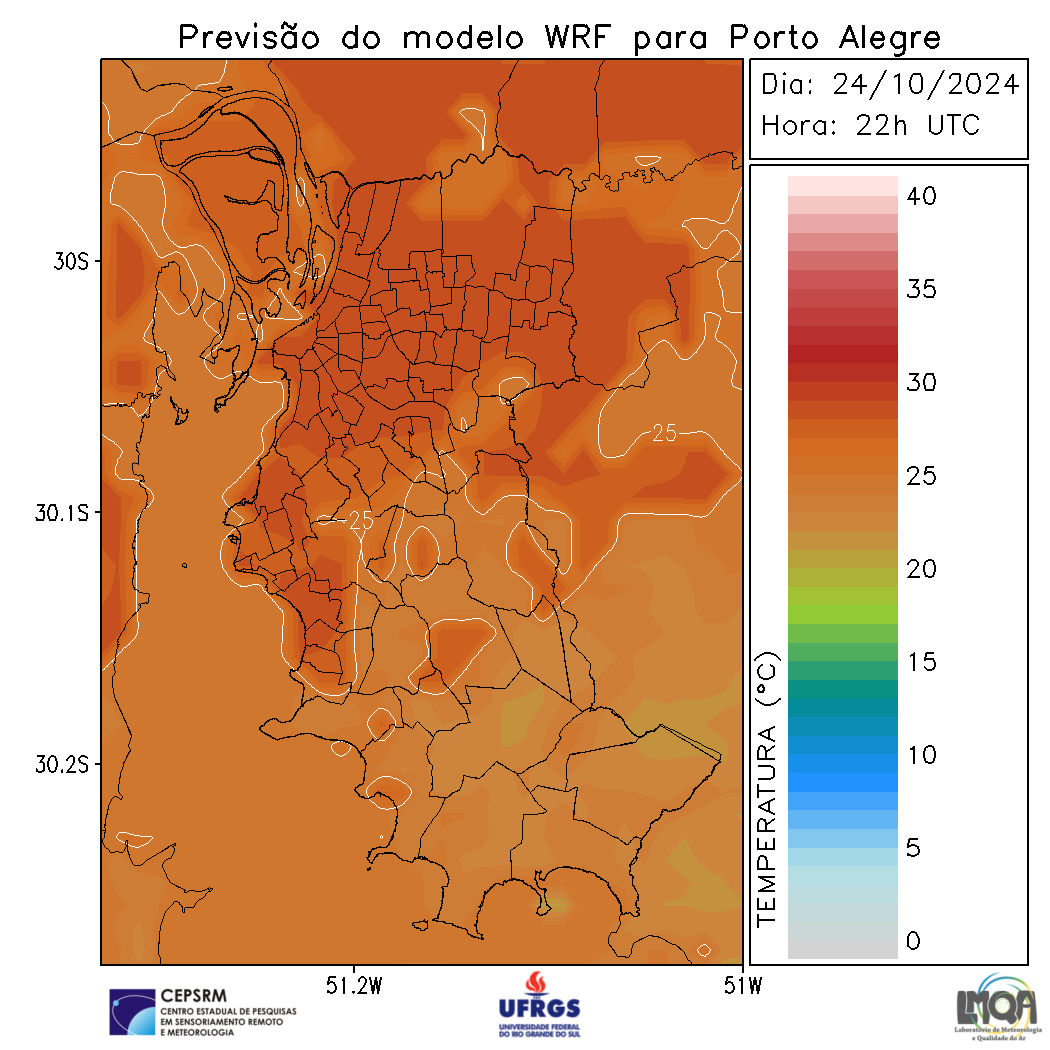 Previsão do modelo WRF para Porto Alegre
Dia: 24/10/2024
Hora: 22h UTC
40
35
30
25
20
15
10
5
0
TEMPERATURA (°C)
30S
30.1S
30.2S
25
25
51.2W
51W
CEPSRM
CENTRO ESTADUAL DE PESQUISAS
EM SENSORIAMENTO REMOTO
E METEOROLOGIA
UFRGS
UNIVERSIDADE FEDERAL
DO RIO GRANDE DO SUL
LMQA
Laboratório de Meteorologia
e Qualidade do Ar